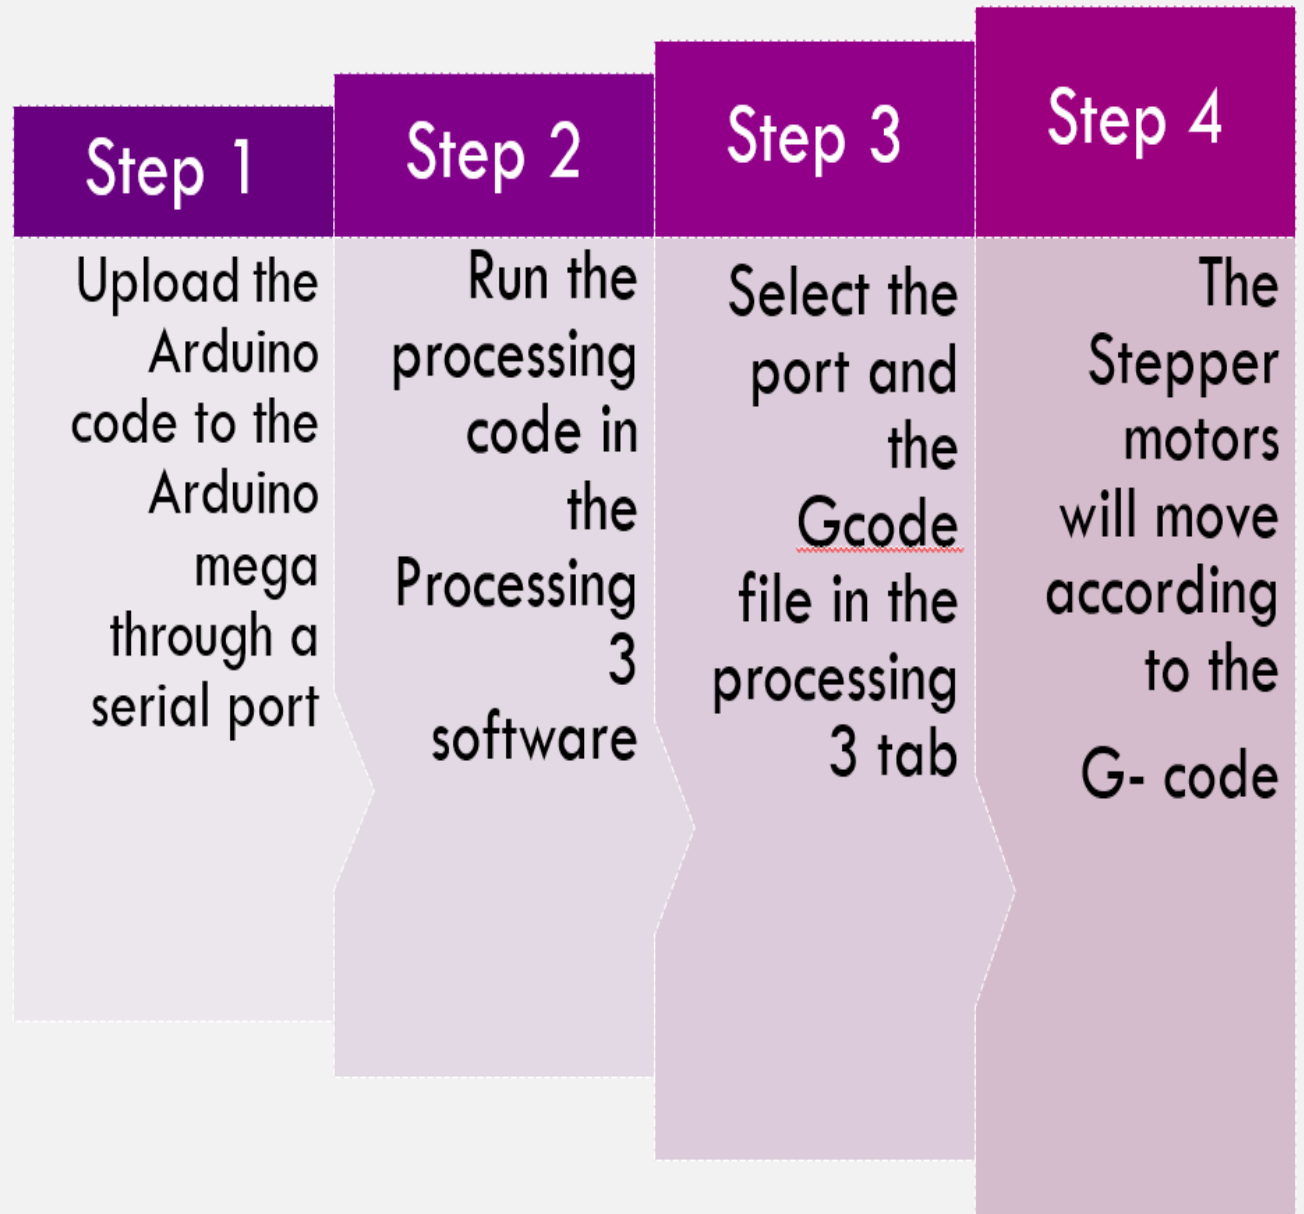 Step 1
Upload the
Arduino
code to the
Arduino
mega
through a
serial port
Step 2
Run the
processing
code in
the
Processing
3
software
Step 3
Select the
port and
the
Gcode
file in the
processing
3 tab
Step 4
The
Stepper
motors
will move
according
to the
G- code